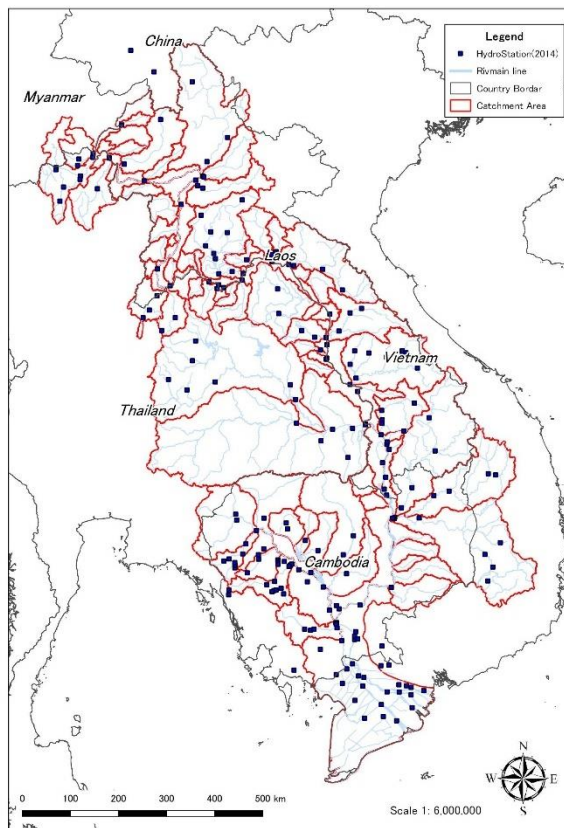 China
Legend
HydroStation(2014)
Rivmain line
Country Bordar
Catchment Area
Myanmar
Laos
Vietnam
Thailand
Cambodia
N
W
E
S
0 100 200 300 400 500 km
Scale 1: 6,000,000